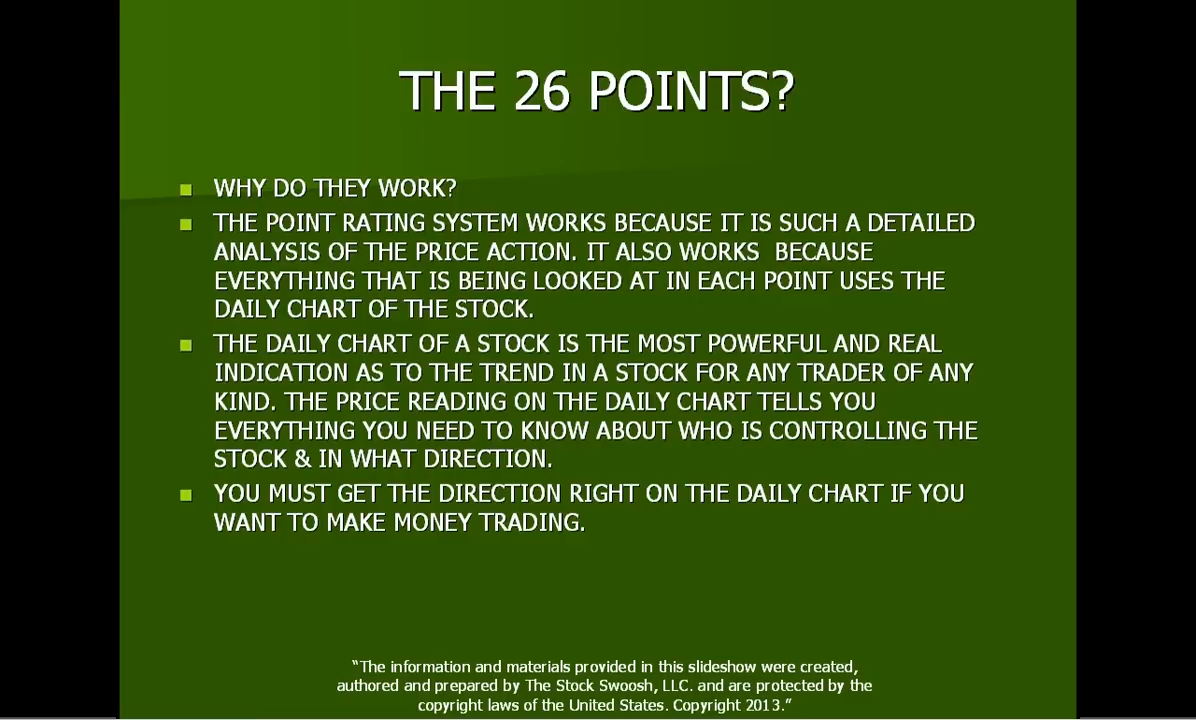 THE 26 POINTS?
WHY DO THEY WORK?
THE POINT RATING SYSTEM WORKS BECAUSE IT IS SUCH A DETAILED
ANALYSIS OF THE PRICE ACTION. IT ALSO WORKS  BECAUSE
EVERYTHING THAT IS BEING LOOKED AT IN EACH POINT USES THE
DAILY CHART OF THE STOCK.
THE DAILY CHART OF A STOCK IS THE MOST POWERFUL AND REAL
INDICATION AS TO THE TREND IN A STOCK FOR ANY TRADER OF ANY
KIND. THE PRICE READING ON THE DAILY CHART TELLS YOU
EVERYTHING YOU NEED TO KNOW ABOUT WHO IS CONTROLLING THE
STOCK & IN WHAT DIRECTION.
YOU MUST GET THE DIRECTION RIGHT ON THE DAILY CHART IF YOU
WANT TO MAKE MONEY TRADING.
“The information and materials provided in this slideshow were created,
authored and prepared by The Stock Swoosh, LLC. and are protected by the
copyright laws of the United States. Copyright 2013.”